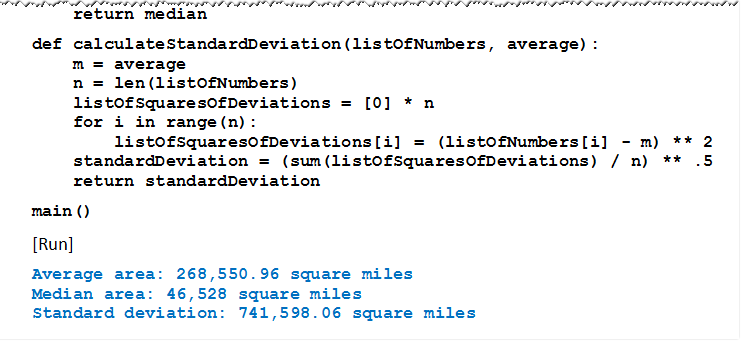 return median
def calculateStandardDeviation(listOfNumbers, average):
m = average
n = len(listOfNumbers)
listOfSquaresOfDeviations = [0] * n
for i in range(n):
listOfSquaresOfDeviations[i] = (listOfNumbers[i] - m) ** 2
standardDeviation = (sum(listOfSquaresOfDeviations) / n) ** .5
return standardDeviation
main()
[Run]
Average area: 268,550.96 square miles
Median area: 46,528 square miles
Standard deviation: 741,598.06 square miles